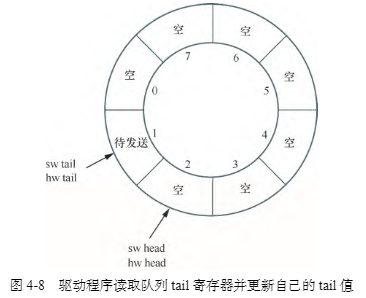 空
空
7
6
空
空
0
5
待发送
1
4
空
2
3
空
空
sw tail
hw tail
sw head
hw head
图 4-8 驱动程序读取队列 tail 寄存器并更新自己的 tail 值